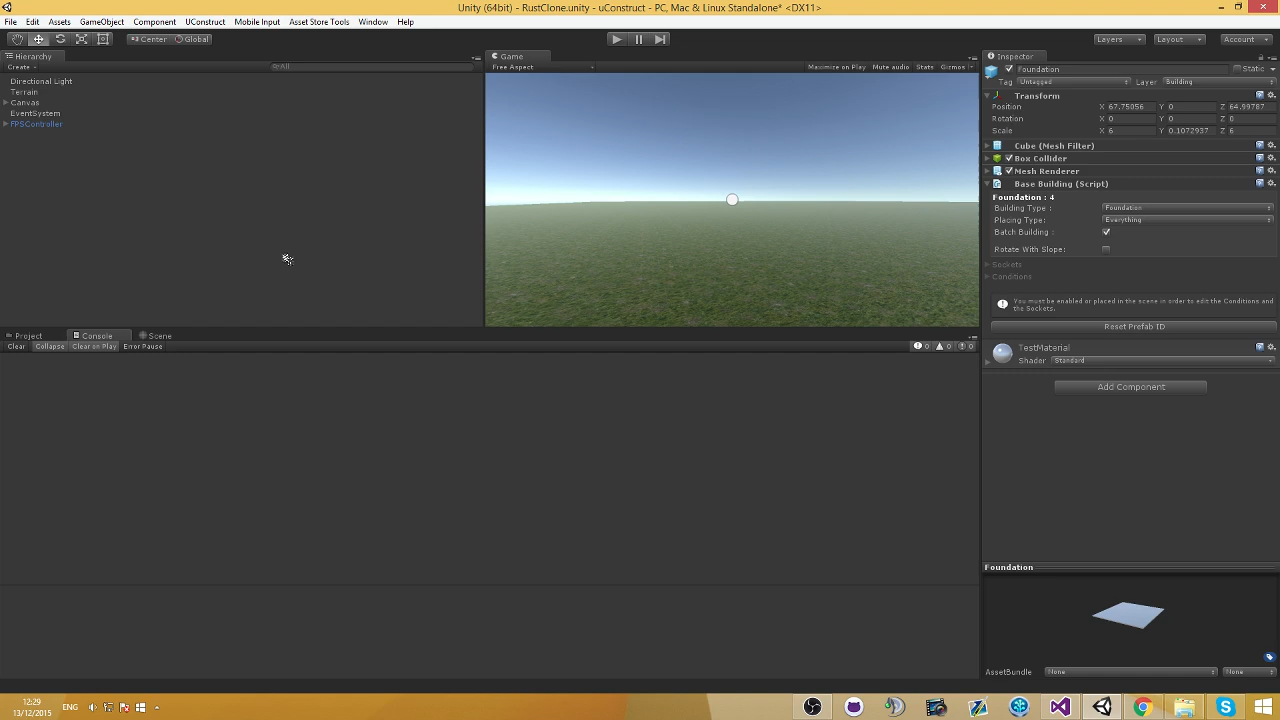 Unity (64bit) - RustClone.unity - uConstruct - PC, Mac & Linux Standalone* <DX11>
File Edit Assets GameObject Component UConstruct Mobile Input Asset Store Tools Window Help
Center Global Layers Layout Account
Hierarchy
Create All
Directional Light
Terrain
Canvas
EventSystem
FPSController
Game
Free Aspect Maximize on Play Mute audio Stats Gizmos
Inspector
Foundation Static
Tag Untagged Layer Building
Transform
Position X 67.75056 Y 0 Z 64.99787
Rotation X 0 Y 0 Z 0
Scale X 6 Y 0.1072937 Z 6
Cube (Mesh Filter)
Box Collider
Mesh Renderer
Base Building (Script)
Foundation : 4
Building Type : Foundation
Placing Type : Everything
Batch Building :
Rotate With Slope:
Sockets
Conditions
You must be enabled or placed in the scene in order to edit the Conditions and
the Sockets.
Reset Prefab ID
TestMaterial
Shader Standard
Add Component
Project Console Scene
Clear Collapse Clear on Play Error Pause 0 0 0
Foundation
AssetBundle None None
12:29
13/12/2015
ENG